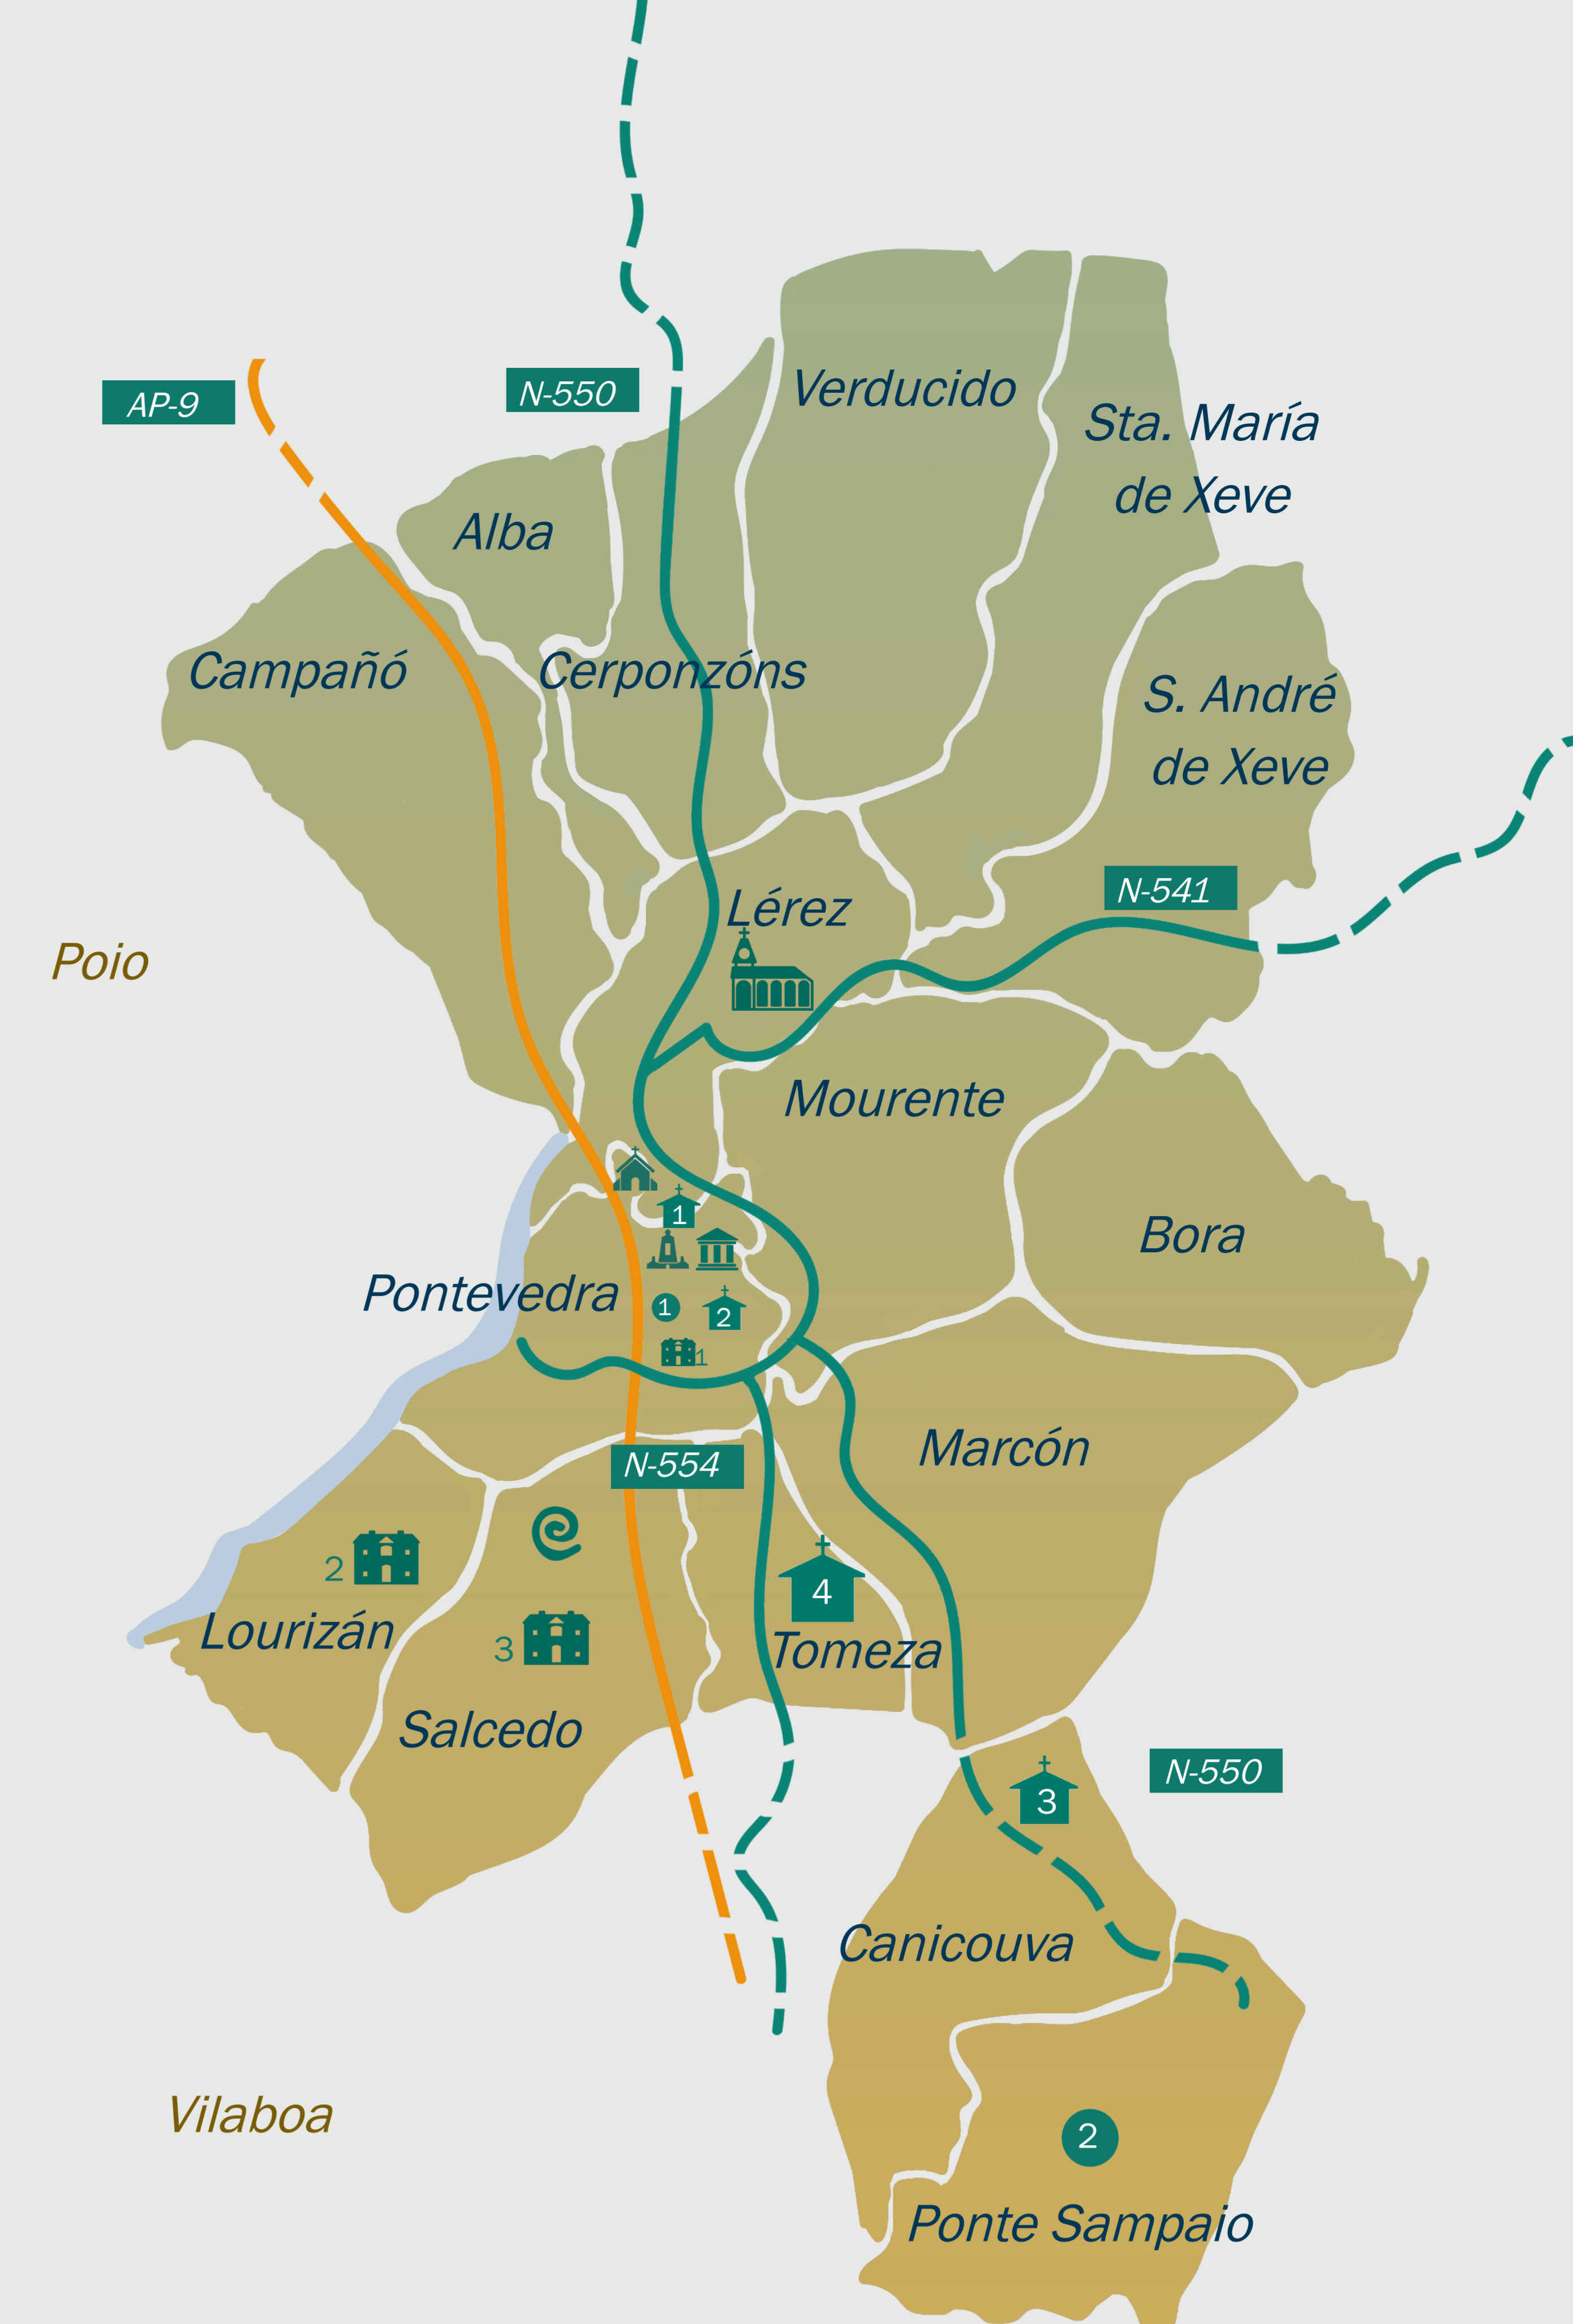 Verducido
N-550
AP-9
Sta. María
de Xeve
Alba
Campañó
Cerponzóns
S. André
de Xeve
N-541
Lérez
Poio
Mourente
1
Bora
Pontevedra
1
2
1
Marcón
N-554
2
4
Lourizán
3
Tomeza
Salcedo
N-550
3
Canicouva
Vilaboa
2
Ponte Sampaio